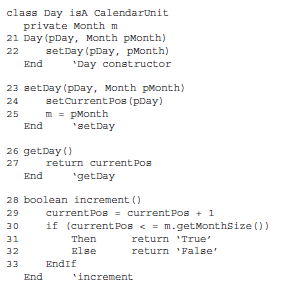 class Day isA CalendarUnit
private Month m
21 Day(pDay, Month pMonth)
22 setDay(pDay, pMonth)
End 'Day constructor
23 setDay(pDay, Month pMonth)
24 setCurrentPos(pDay)
25 m = pMonth
End 'setDay
26 getDay()
27 return currentPos
End 'getDay
28 boolean increment()
29 currentPos = currentPos + 1
30 if (currentPos < = m.getMonthSize())
31 Then return 'True'
32 Else return 'False'
33 EndIf
End 'increment